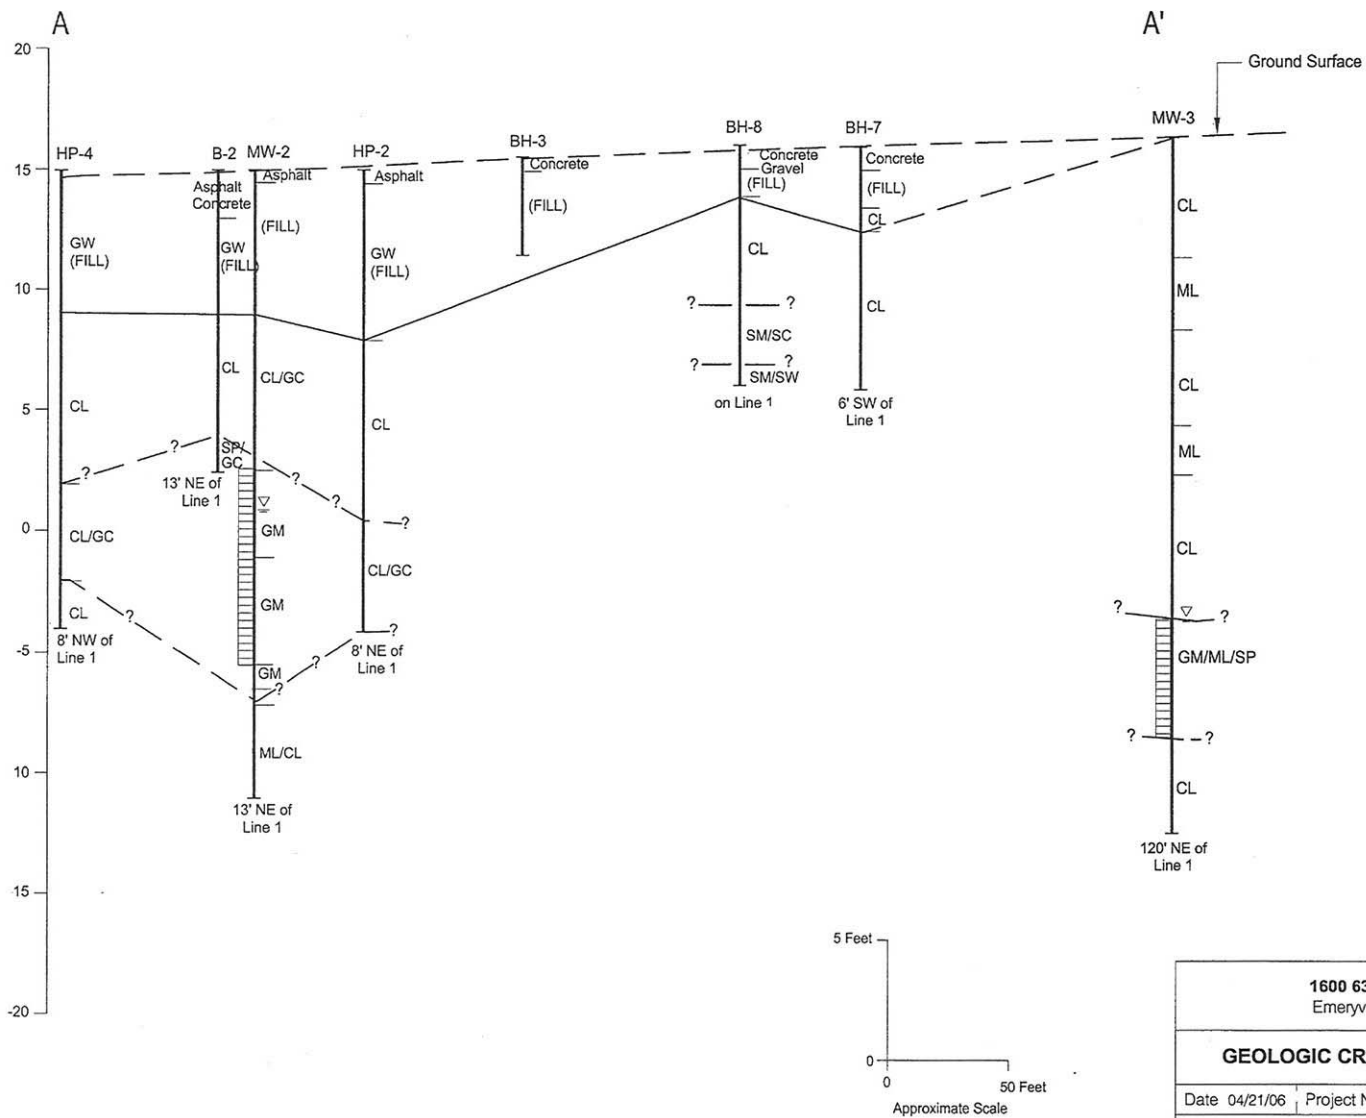 A
A'
20
Ground Surface
MW-3
BH-8
BH-7
BH-3
HP-4
B-2
MW-2
HP-2
15
Asphalt
Concrete
Asphalt
Asphalt
Concrete
Concrete
Gravel
(FILL)
Concrete
(FILL)
(FILL)
(FILL)
CL
CL
GW
(FILL)
GW
(FILL)
GW
(FILL)
CL
10
ML
?
?
CL
SM/SC
?
?
SM/SW
on Line 1
6' SW of
Line 1
CL
CL
CL/GC
CL
CL
5
ML
?
?
SP/
GC
?
?
13' NE of
Line 1
?
0
GM
CL/GC
CL/GC
CL
CL
?
GM
8' NW of
Line 1
?
8' NE of
Line 1
?
?
?
-5
GM
?
GM/ML/SP
?
?
ML/CL
CL
10
13' NE of
Line 1
120' NE of
Line 1
-15
-20
5 Feet
0
0
50 Feet
Approximate Scale
1600 63
Emeryv
GEOLOGIC CR
Date 04/21/06
Project N